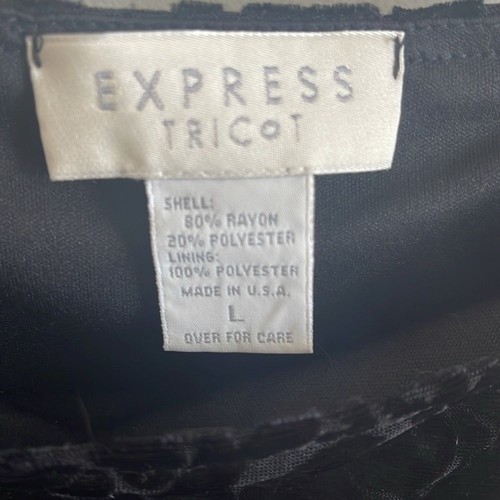 EXPRESS
TRICOT
SHELL:
80% RAYON
20% POLYESTER
LINING:
100% POLYESTER
MADE IN U.S.A.
L
OVER FOR CARE